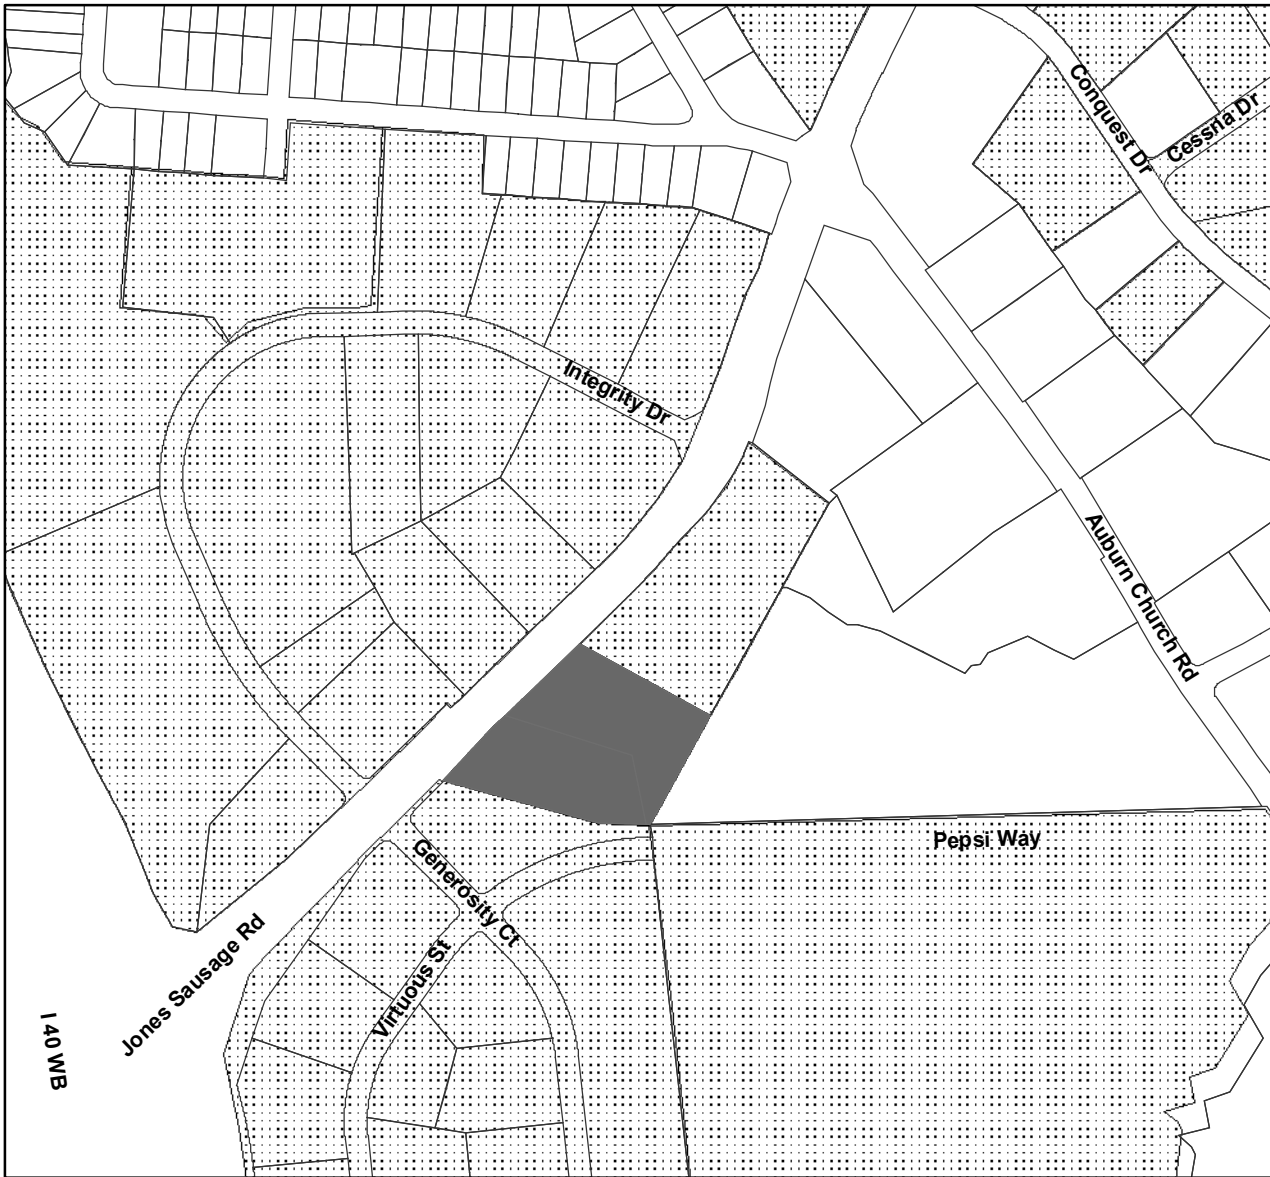 Conquest Dr
Cessna Dr
Integrity Dr
Auburn Church Rd
Pepsi Way
Generosity Ct
Virtuous St
Jones Sausage Rd
I 40 WB